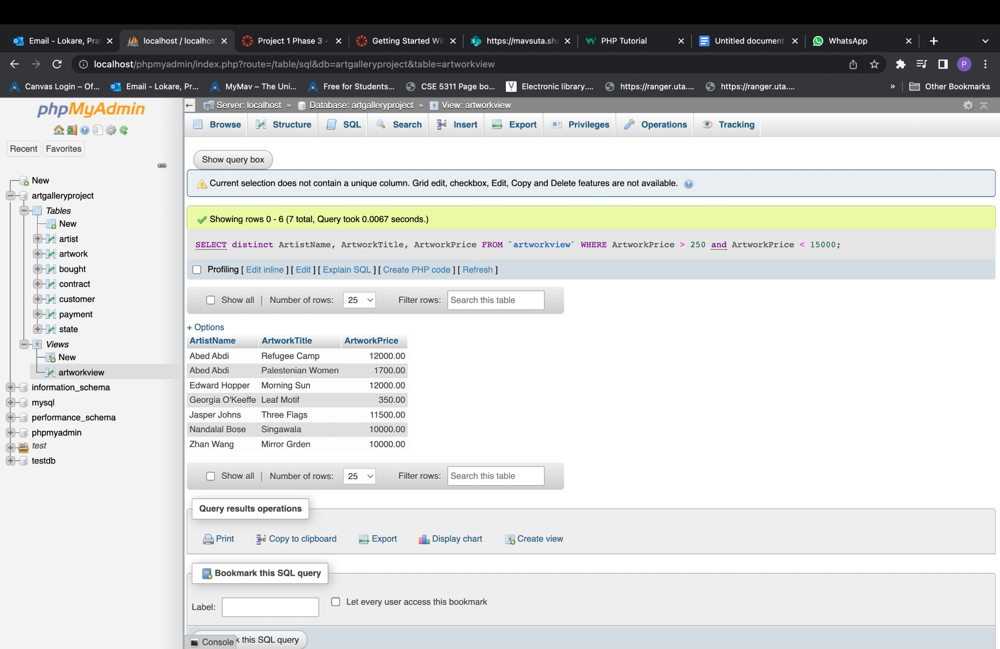 Email - Lokare, Pra
localhost / localhos
Project 1 Phase 3 -
Getting Started Wit
https://mavsuta.sha
PHP Tutorial
Untitled document
WhatsApp
localhost/phpmyadmin/index.php?route=/table/sql&db=artgalleryproject&table=artworkview
P
Canvas Login – Of...
Email - Lokare, Pr...
MyMav – The Uni...
Free for Students...
CSE 5311 Page bo...
Electronic library....
https://ranger.uta....
https://ranger.uta....
»
Other Bookmarks
phpMyAdmin
Recent
Favorites
New
artgalleryproject
Tables
New
artist
artwork
bought
contract
customer
payment
state
Views
New
artworkview
information_schema
mysql
performance_schema
phpmyadmin
test
testdb
Server: localhost » Database: artgalleryproject » View: artworkview
Browse Structure SQL Search Insert Export Privileges Operations Tracking
Show query box
Current selection does not contain a unique column. Grid edit, checkbox, Edit, Copy and Delete features are not available.
Showing rows 0 - 6 (7 total, Query took 0.0067 seconds.)
SELECT distinct ArtistName, ArtworkTitle, ArtworkPrice FROM `artworkview` WHERE ArtworkPrice > 250 and ArtworkPrice < 15000;
Profiling [ Edit inline ] [ Edit ] [ Explain SQL ] [ Create PHP code ] [ Refresh ]
Show all | Number of rows: 25 Filter rows: Search this table
+ Options
ArtistName ArtworkTitle ArtworkPrice
Abed Abdi Refugee Camp 12000.00
Abed Abdi Palestenian Women 1700.00
Edward Hopper Morning Sun 12000.00
Georgia O'Keeffe Leaf Motif 350.00
Jasper Johns Three Flags 11500.00
Nandalal Bose Singawala 10000.00
Zhan Wang Mirror Grden 10000.00
Show all | Number of rows: 25 Filter rows: Search this table
Query results operations
Print Copy to clipboard Export Display chart Create view
Bookmark this SQL query
Label:
Let every user access this bookmark
Console
k this SQL query